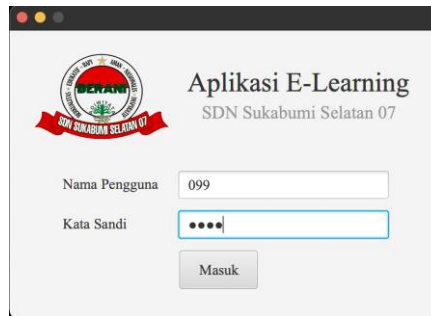 BERANI
SDN SUKABUMI SELATAN 07
Aplikasi E-Learning
SDN Sukabumi Selatan 07
Nama Pengguna
099
Kata Sandi
Masuk